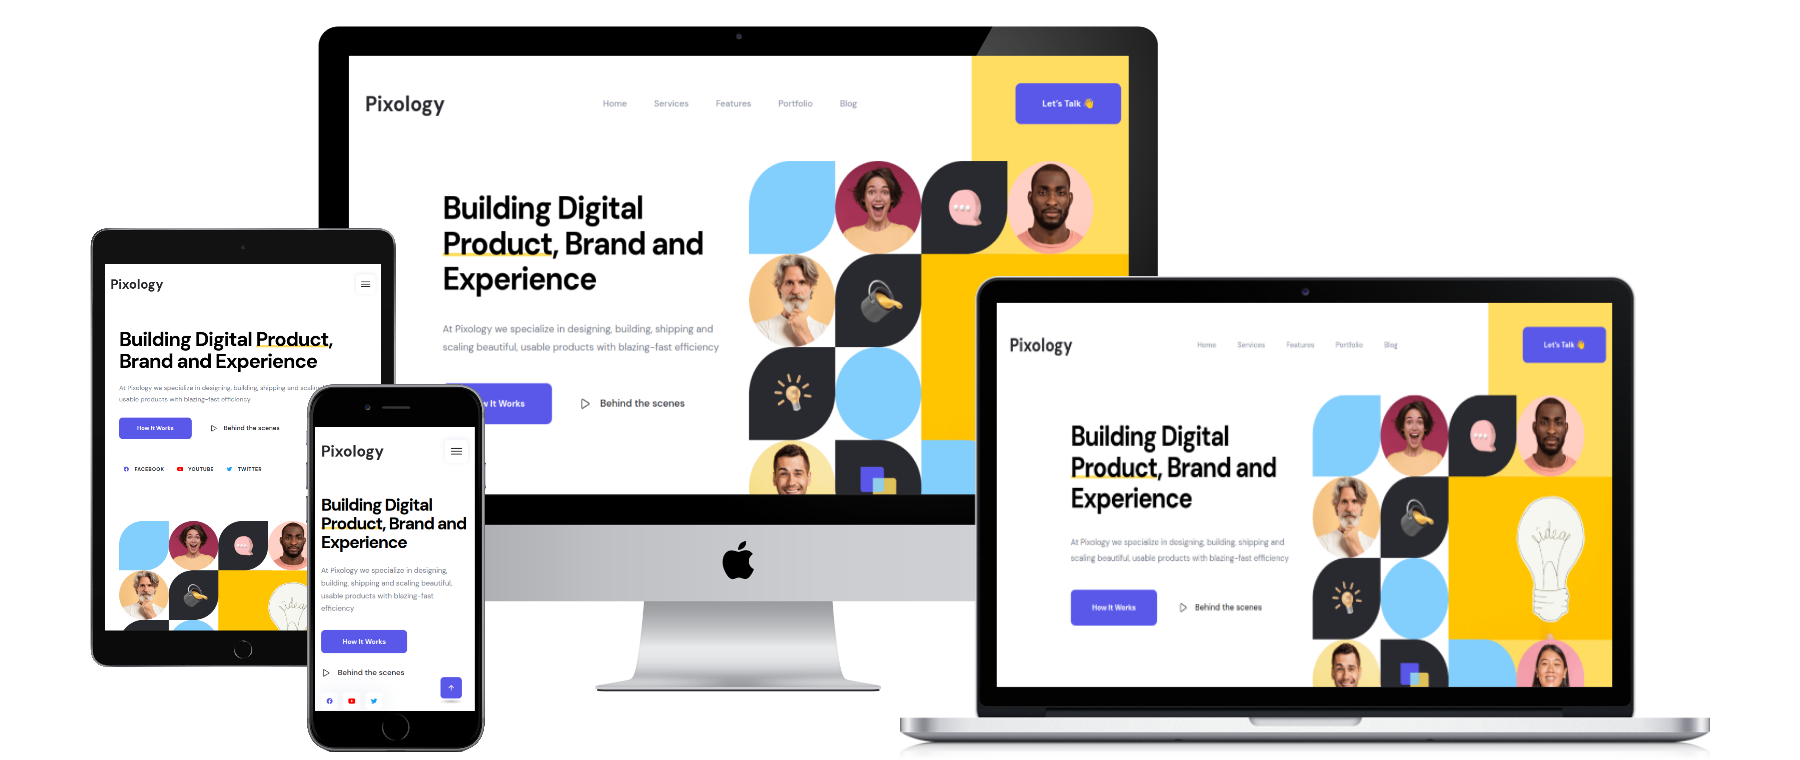 Pixology
Home Services Features Portfolio Blog
Let's Talk 👋
Building Digital
Product, Brand and
Experience
At Pixology we specialize in designing, building, shipping and
scaling beautiful, usable products with blazing-fast efficiency
w It Works
Behind the scenes
Pixology
Building Digital Product,
Brand and Experience
At Pixology we specialize in designing, building, shipping and scaling
usable products with blazing-fast efficiency
How It Works
Behind the scenes
FACEBOOK YOUTUBE TWITTER
idea
Pixology
Building Digital
Product, Brand and
Experience
At Pixology we specialize in designing,
building, shipping and scaling beautiful,
usable products with blazing-fast
efficiency
How It Works
Behind the scenes
Pixology
Home Services Features Portfolio Blog
Let's Talk 👋
Building Digital
Product, Brand and
Experience
At Pixology we specialize in designing, building, shipping and
scaling beautiful, usable products with blazing-fast efficiency
How It Works
Behind the scenes
idea